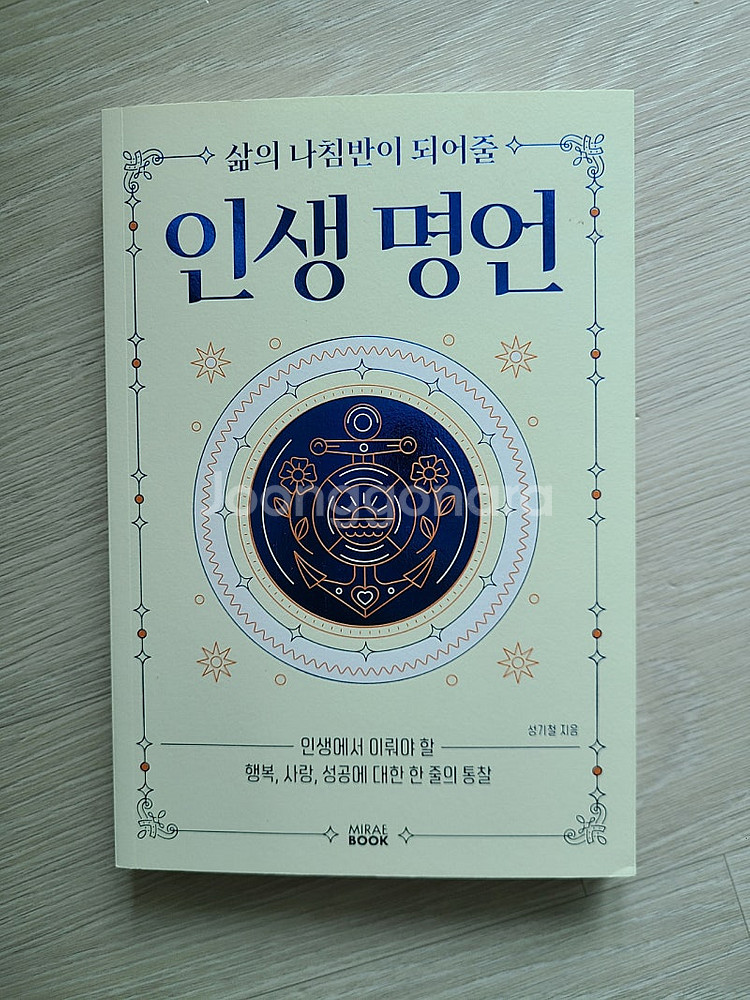 삶의 나침반이 되어줄
인생 명언
Joonggonara
성기철 지음
인생에서 이뤄야 할
행복, 사랑, 성공에 대한 한 줄의 통찰
MIRAE
BOOK